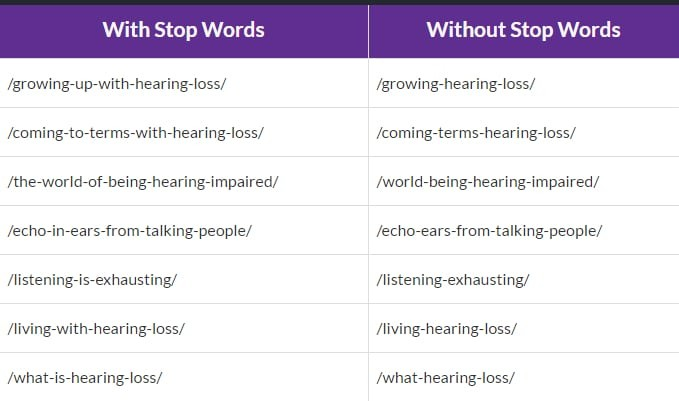 With Stop Words Without Stop Words
/growing-up-with-hearing-loss/ /growing-hearing-loss/
/coming-to-terms-with-hearing-loss/ /coming-terms-hearing-loss/
/the-world-of-being-hearing-impaired/ /world-being-hearing-impaired/
/echo-in-ears-from-talking-people/ /echo-ears-from-talking-people/
/listening-is-exhausting/ /listening-exhausting/
/living-with-hearing-loss/ /living-hearing-loss/
/what-is-hearing-loss/ /what-hearing-loss/